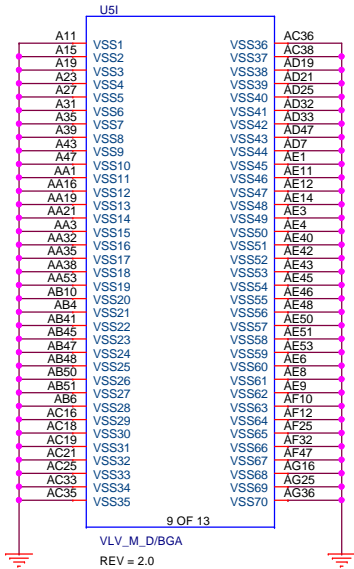 U5I
A11 VSS1 VSS36 AC36
A15 VSS2 VSS37 AC38
A19 VSS3 VSS38 AD19
A23 VSS4 VSS39 AD21
A27 VSS5 VSS40 AD25
A31 VSS6 VSS41 AD32
A35 VSS7 VSS42 AD33
A39 VSS8 VSS43 AD47
A43 VSS9 VSS44 AD7
A47 VSS10 VSS45 AE1
AA1 VSS11 VSS46 AE11
AA16 VSS12 VSS47 AE12
AA19 VSS13 VSS48 AE14
AA21 VSS14 VSS49 AE3
AA3 VSS15 VSS50 AE4
AA32 VSS16 VSS51 AE40
AA35 VSS17 VSS52 AE42
AA38 VSS18 VSS53 AE43
AA53 VSS19 VSS54 AE45
AB10 VSS20 VSS55 AE46
AB4 VSS21 VSS56 AE48
AB41 VSS22 VSS57 AE50
AB45 VSS23 VSS58 AE51
AB47 VSS24 VSS59 AE53
AB48 VSS25 VSS60 AE6
AB50 VSS26 VSS61 AE8
AB51 VSS27 VSS62 AE9
AB6 VSS28 VSS63 AF10
AC16 VSS29 VSS64 AF12
AC18 VSS30 VSS65 AF25
AC19 VSS31 VSS66 AF32
AC21 VSS32 VSS67 AF47
AC25 VSS33 VSS68 AG16
AC33 VSS34 VSS69 AG25
AC35 VSS35 VSS70 AG36
9 OF 13
VLV_M_D/BGA
REV = 2.0